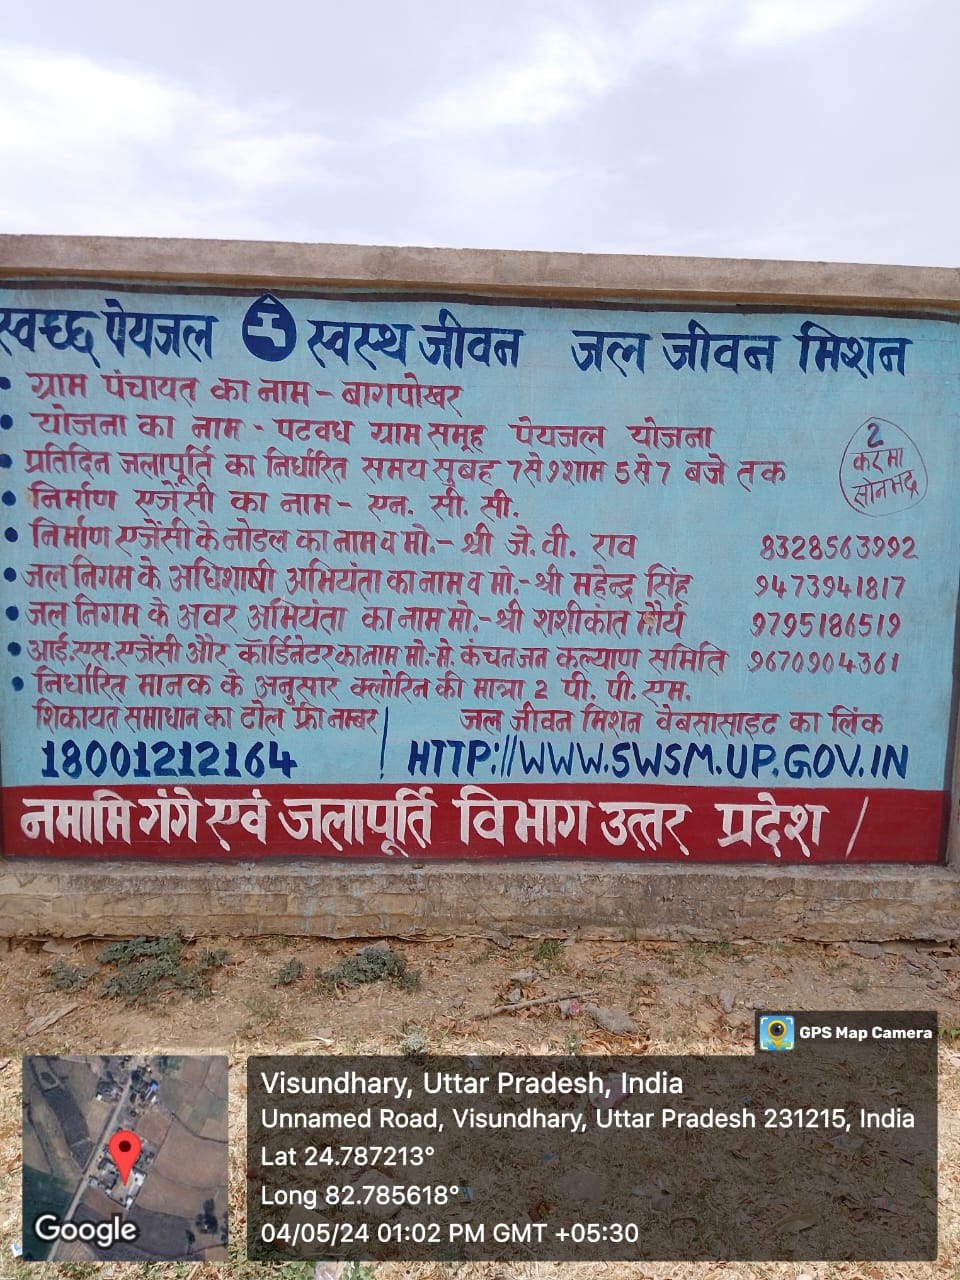 स्वच्छ पेयजल स्वस्थ जीवन जल जीवन मिशन
• ग्राम पंचायत का नाम - बागपोखर
• योजना का नाम - पटवध ग्राम समूह पेयजल योजना
• प्रतिदिन जलापूर्ति का निर्धारित समय सुबह 7 से 9 शाम 5 से 7 बजे तक
2
करमा
सोनभद्र
• निर्माण एजेंसी का नाम - एन. सी. सी.
• निर्माण एजेंसी के नोडल का नाम व मो.- श्री जे. वी. राव 8328563992
• जल निगम के अधिशाषी अभियंता का नाम व मो.- श्री महेन्द्र सिंह 9473941817
• जल निगम के अवर अभियंता का नाम मो.- श्री शशीकांत मौर्य 9795186519
• आई.एस.एजेंसी और कॉर्डिनेटर का नाम मो.- मे. कंचनजन कल्याण समिति 9670904361
• निर्धारित मानक के अनुसार क्लोरिन की मात्रा 2 पी. पी. एम.
शिकायत समाधान का टोल फ्री नम्बर | जल जीवन मिशन वेबसासाइट का लिंक
18001212164 ! HTTP://WWW.SWSM.UP.GOV.IN
नमामि गंगे एवं जलापूर्ति विभाग उत्तर प्रदेश /
GPS Map Camera
Visundhary, Uttar Pradesh, India
Unnamed Road, Visundhary, Uttar Pradesh 231215, India
Lat 24.787213°
Long 82.785618°
04/05/24 01:02 PM GMT +05:30
Google